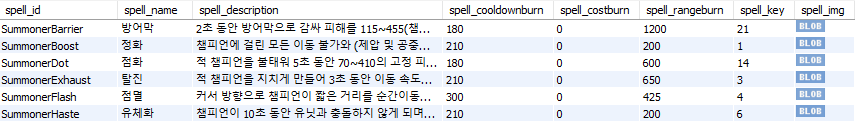 spell_id spell_name spell_description spell_cooldownburn spell_costburn spell_rangeburn spell_key spell_img
SummonerBarrier 방어막 2초 동안 방어막으로 감싸 피해를 115~455(챔... 180 0 1200 21 BLOB
SummonerBoost 정화 챔피언에 걸린 모든 이동 불가와 (제압 및 공중... 210 0 200 1 BLOB
SummonerDot 점화 적 챔피언을 불태워 5초 동안 70~410의 고정 피... 180 0 600 14 BLOB
SummonerExhaust 탈진 적 챔피언을 지치게 만들어 3초 동안 이동 속도... 210 0 650 3 BLOB
SummonerFlash 점멸 커서 방향으로 챔피언이 짧은 거리를 순간이동... 300 0 425 4 BLOB
SummonerHaste 유체화 챔피언이 10초 동안 유닛과 충돌하지 않게 되며... 210 0 200 6 BLOB